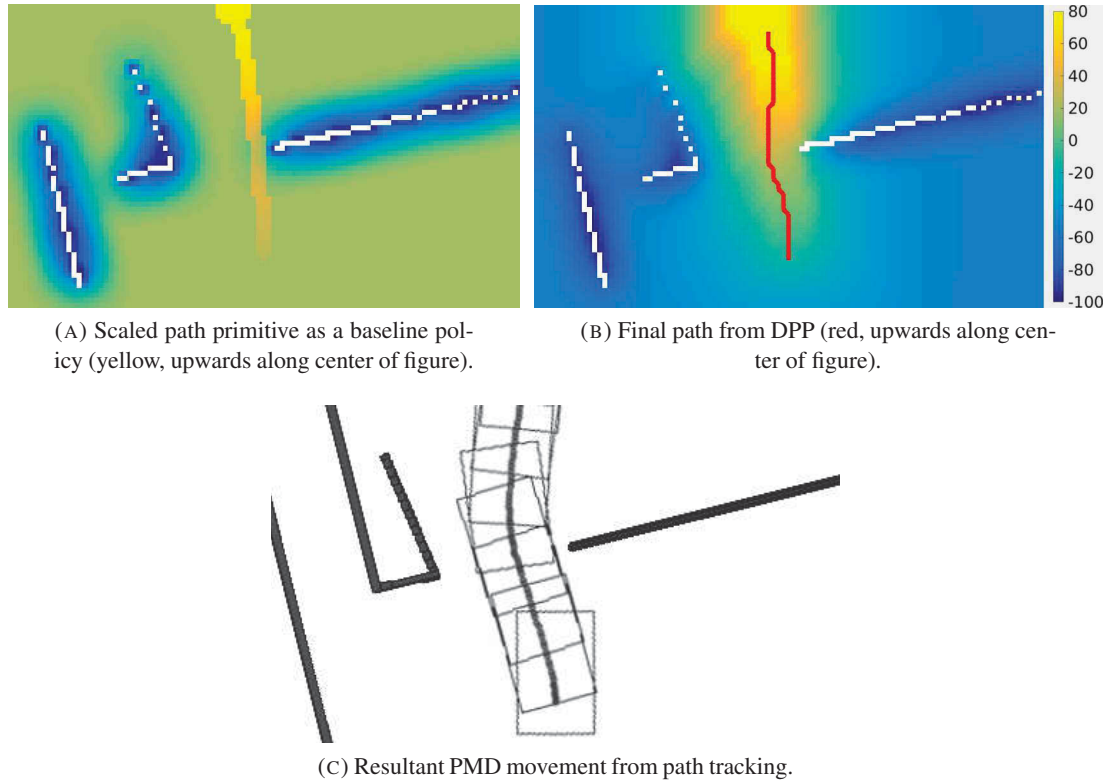 80
60
40
20
0
-20
-40
-60
-80
-100
(A) Scaled path primitive as a baseline pol-
icy (yellow, upwards along center of figure).
(B) Final path from DPP (red, upwards along cen-
ter of figure).
(C) Resultant PMD movement from path tracking.